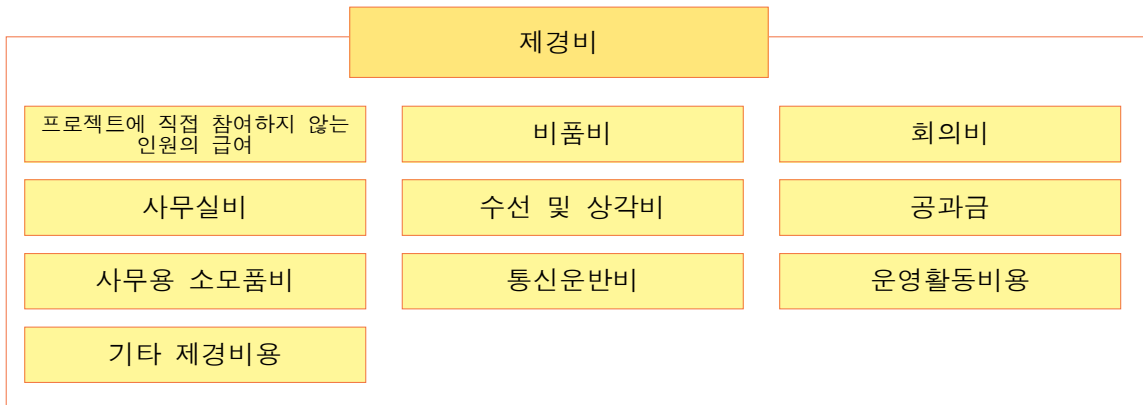 제경비
프로젝트에 직접 참여하지 않는
인원의 급여
비품비
회의비
사무실비
수선 및 상각비
공과금
사무용 소모품비
통신운반비
운영활동비용
기타 제경비용